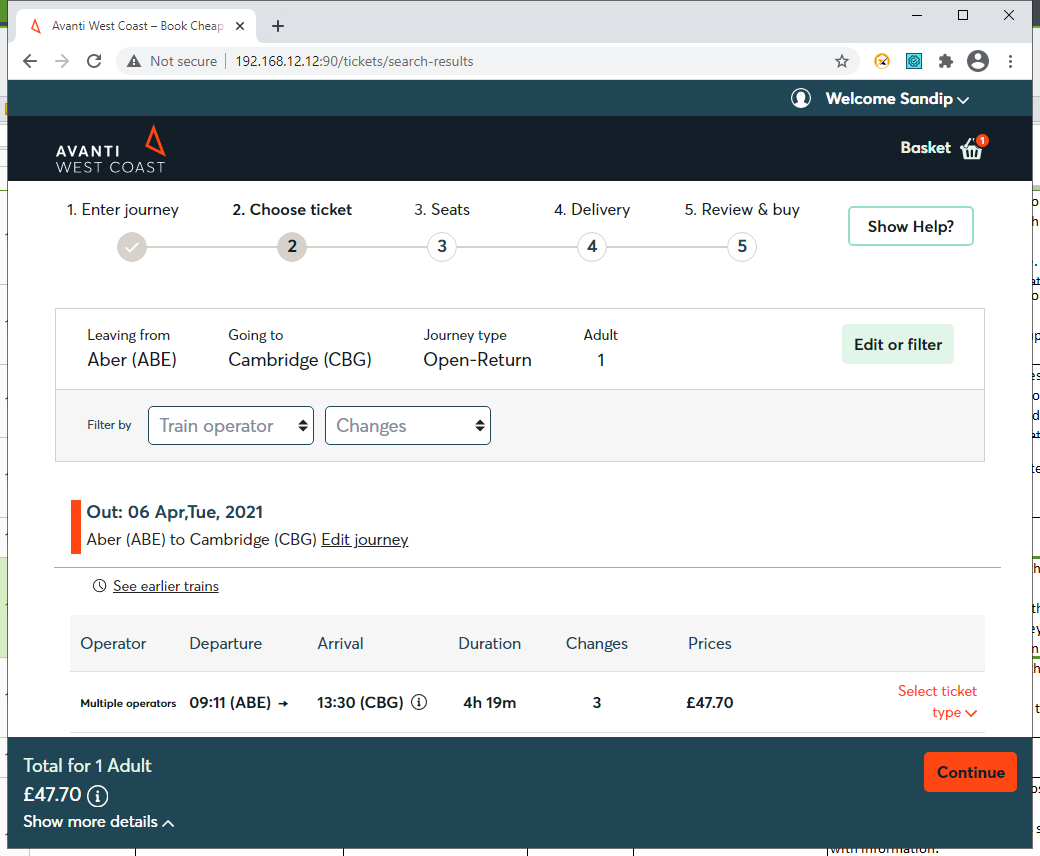 Avanti West Coast – Book Cheap
Not secure | 192.168.12.12:90/tickets/search-results
Welcome Sandip
AVANTI
WEST COAST
Basket 1
1. Enter journey 2. Choose ticket 3. Seats 4. Delivery 5. Review & buy
Show Help?
2 3 4 5
Leaving from Going to Journey type Adult
Aber (ABE) Cambridge (CBG) Open-Return 1
Edit or filter
Filter by Train operator Changes
Out: 06 Apr,Tue, 2021
Aber (ABE) to Cambridge (CBG) Edit journey
See earlier trains
Operator Departure Arrival Duration Changes Prices
Multiple operators 09:11 (ABE) → 13:30 (CBG) 4h 19m 3 £47.70
Select ticket
type
Total for 1 Adult
£47.70
Show more details
Continue
with information.